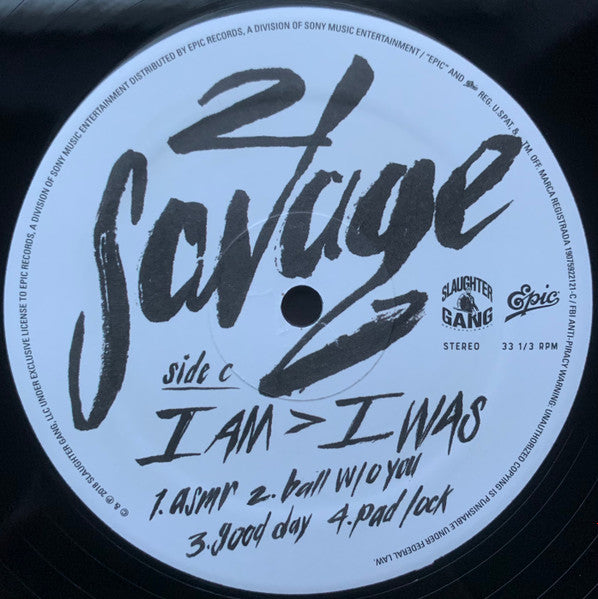 21
Savage
SLAUGHTER
GANG
Epic
STEREO 33 1/3 RPM
side c
I AM > I WAS
1.asmr 2.ball w/o you
3.good day 4.pad lock
© & ℗ 2018 SLAUGHTER GANG, LLC UNDER EXCLUSIVE LICENSE TO EPIC RECORDS, A DIVISION OF SONY MUSIC ENTERTAINMENT DISTRIBUTED BY EPIC RECORDS, A DIVISION OF SONY MUSIC ENTERTAINMENT / "EPIC" AND Epic REG. U.S.PAT. & TM. OFF. MARCA REGISTRADA 19075922121-C / FBI ANTI-PIRACY WARNING: UNAUTHORIZED COPYING IS PUNISHABLE UNDER FEDERAL LAW.